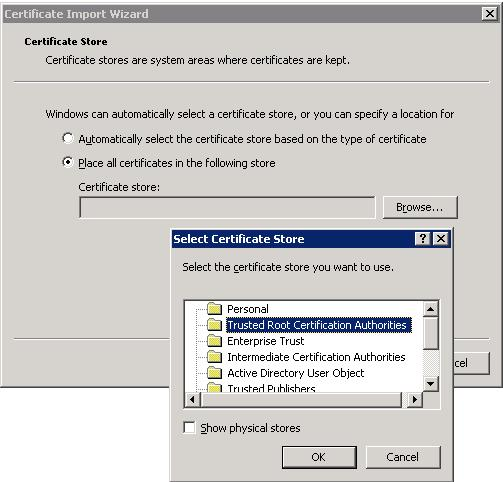 Certificate Import Wizard
Certificate Store
Certificate stores are system areas where certificates are kept.
Windows can automatically select a certificate store, or you can specify a location for
Automatically select the certificate store based on the type of certificate
Place all certificates in the following store
Certificate store:
Browse...
Select Certificate Store
Select the certificate store you want to use.
Personal
Trusted Root Certification Authorities
Enterprise Trust
Intermediate Certification Authorities
Active Directory User Object
Trusted Publishers
cel
Show physical stores
OK
Cancel